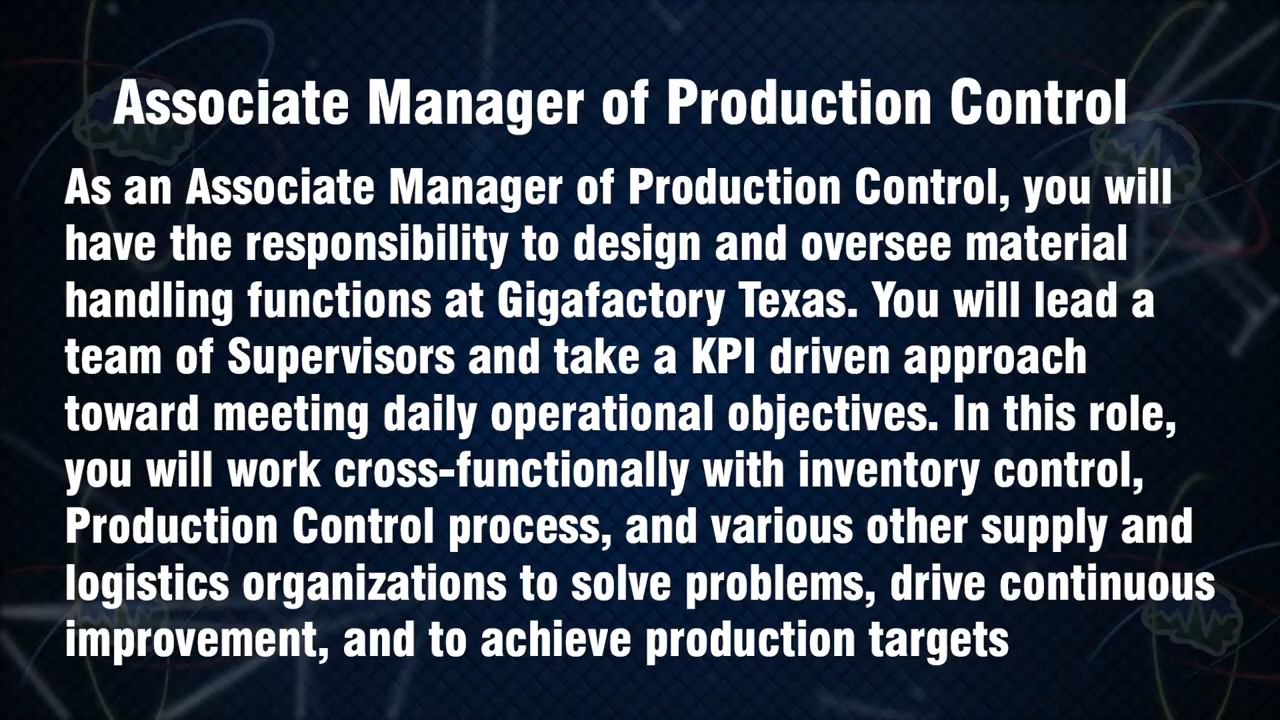 Associate Manager of Production Control
As an Associate Manager of Production Control, you will
have the responsibility to design and oversee material
handling functions at Gigafactory Texas. You will lead a
team of Supervisors and take a KPI driven approach
toward meeting daily operational objectives. In this role,
you will work cross-functionally with inventory control,
Production Control process, and various other supply and
logistics organizations to solve problems, drive continuous
improvement, and to achieve production targets